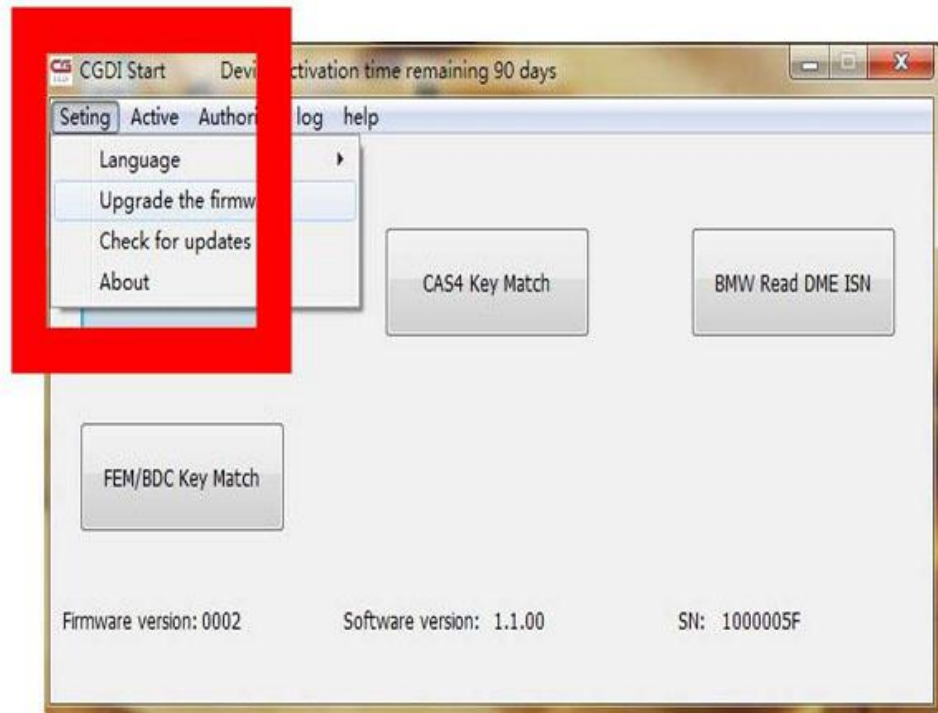 CG CGDI Start Devi ctivation time remaining 90 days
Seting Active Authori log help
Language
Upgrade the firmw
Check for updates
About
CAS4 Key Match
BMW Read DME ISN
FEM/BDC Key Match
Firmware version: 0002 Software version: 1.1.00 SN: 1000005F